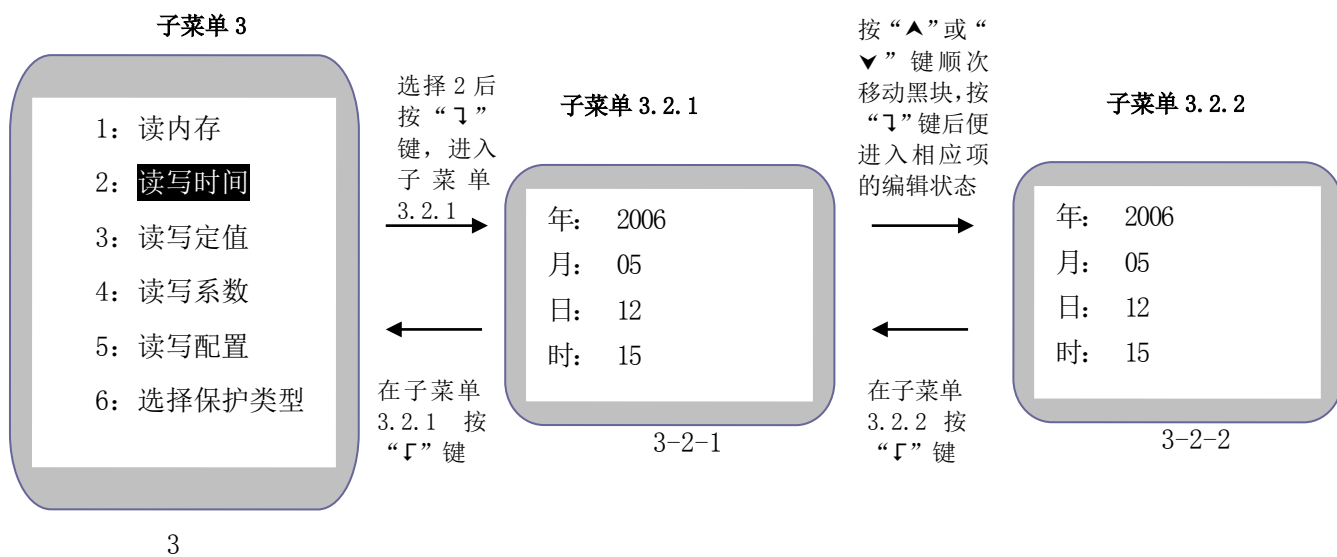 子菜单 3
1: 读内存
2: 读写时间
3: 读写定值
4: 读写系数
5: 读写配置
6: 选择保护类型
3
选择 2 后
按“↴”
键，进入
子菜单
3.2.1
在子菜单
3.2.1 按
“↱”键
子菜单 3.2.1
年: 2006
月: 05
日: 12
时: 15
3-2-1
按“⮝”或“
⮟”键顺次
移动黑块,按
“↴”键后便
进入相应项
的编辑状态
在子菜单
3.2.2 按
“↱”键
子菜单 3.2.2
年: 2006
月: 05
日: 12
时: 15
3-2-2